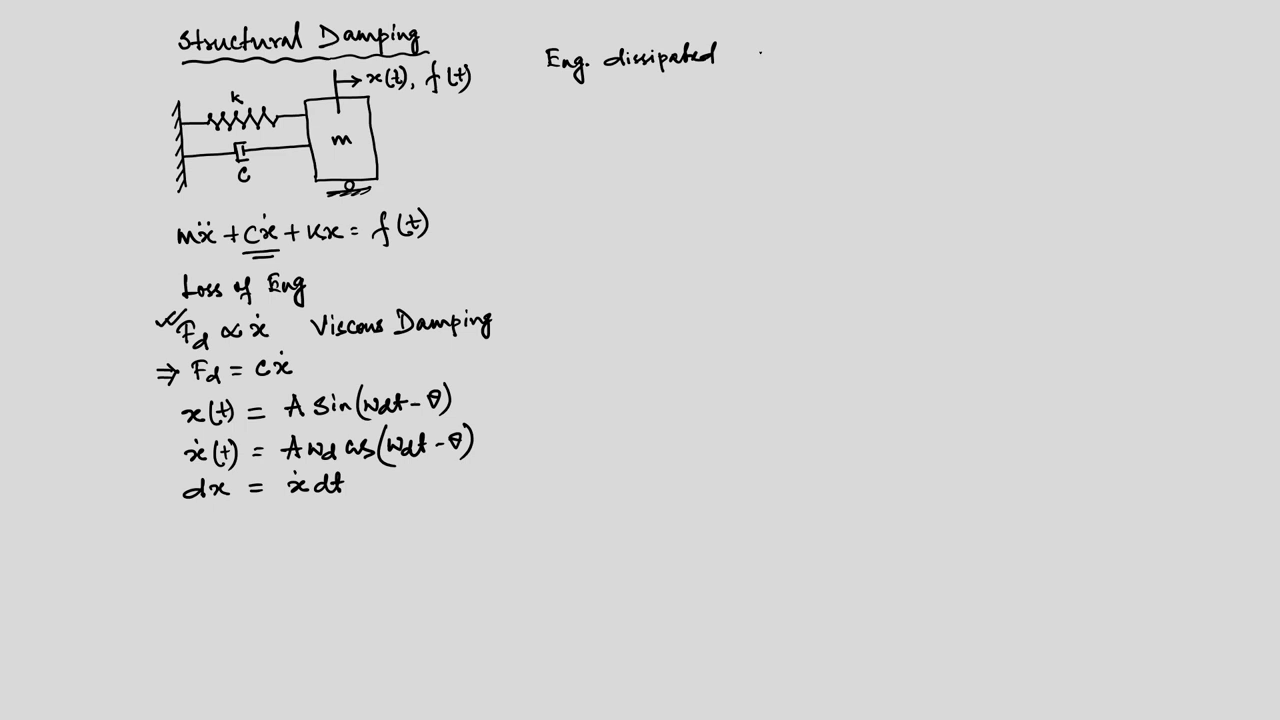 Structural Damping
x(t), f(t)
k
m
c
mẍ + cẋ + kx = f(t)
Loss of Eng
✓ F_d ∝ ẋ Viscous Damping
⇒ F_d = cẋ
x(t) = A sin(ω_d t - θ)
ẋ(t) = A ω_d cos(ω_d t - θ)
dx = ẋ dt
Eng. dissipated